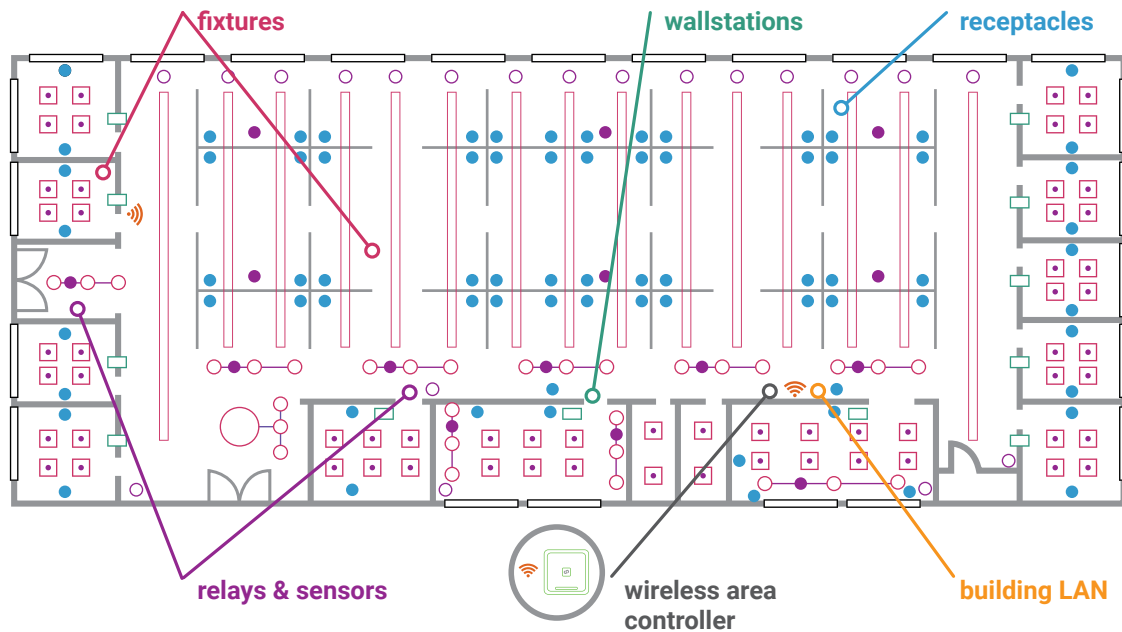 fixtures
wallstations
receptacles
relays & sensors
wireless area
controller
building LAN